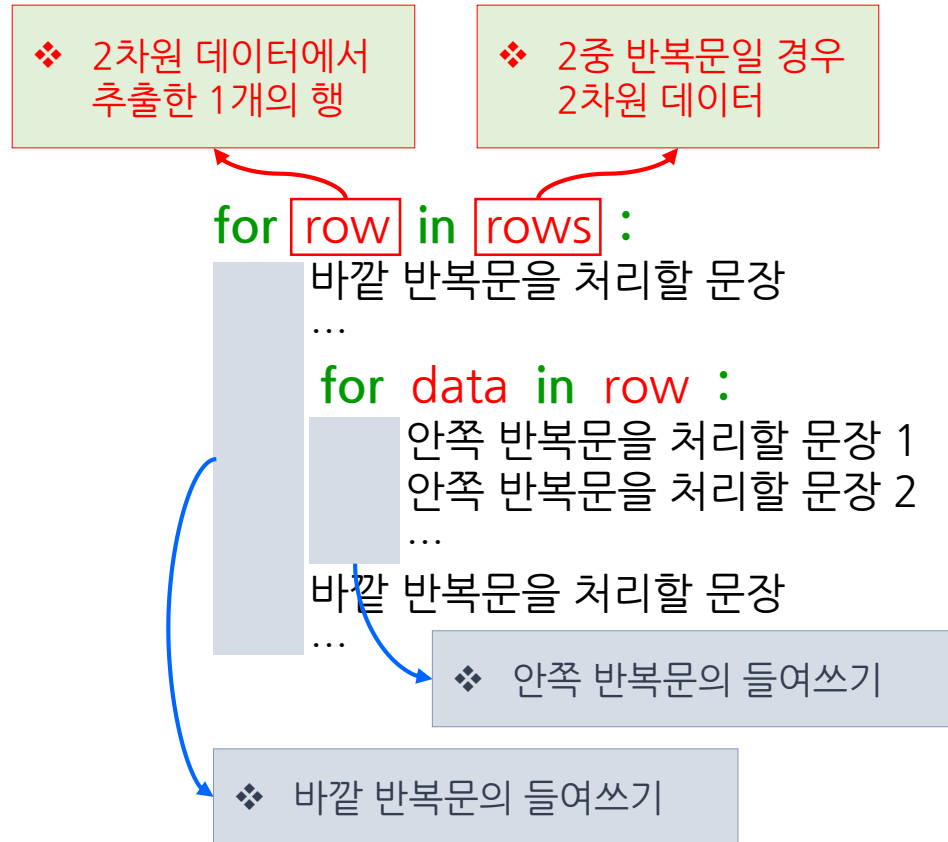 ❖ 2차원 데이터에서
추출한 1개의 행
❖ 2중 반복문일 경우
2차원 데이터
for row in rows :
바깥 반복문을 처리할 문장
...
for data in row :
안쪽 반복문을 처리할 문장 1
안쪽 반복문을 처리할 문장 2
...
바깥 반복문을 처리할 문장
...
❖ 안쪽 반복문의 들여쓰기
❖ 바깥 반복문의 들여쓰기